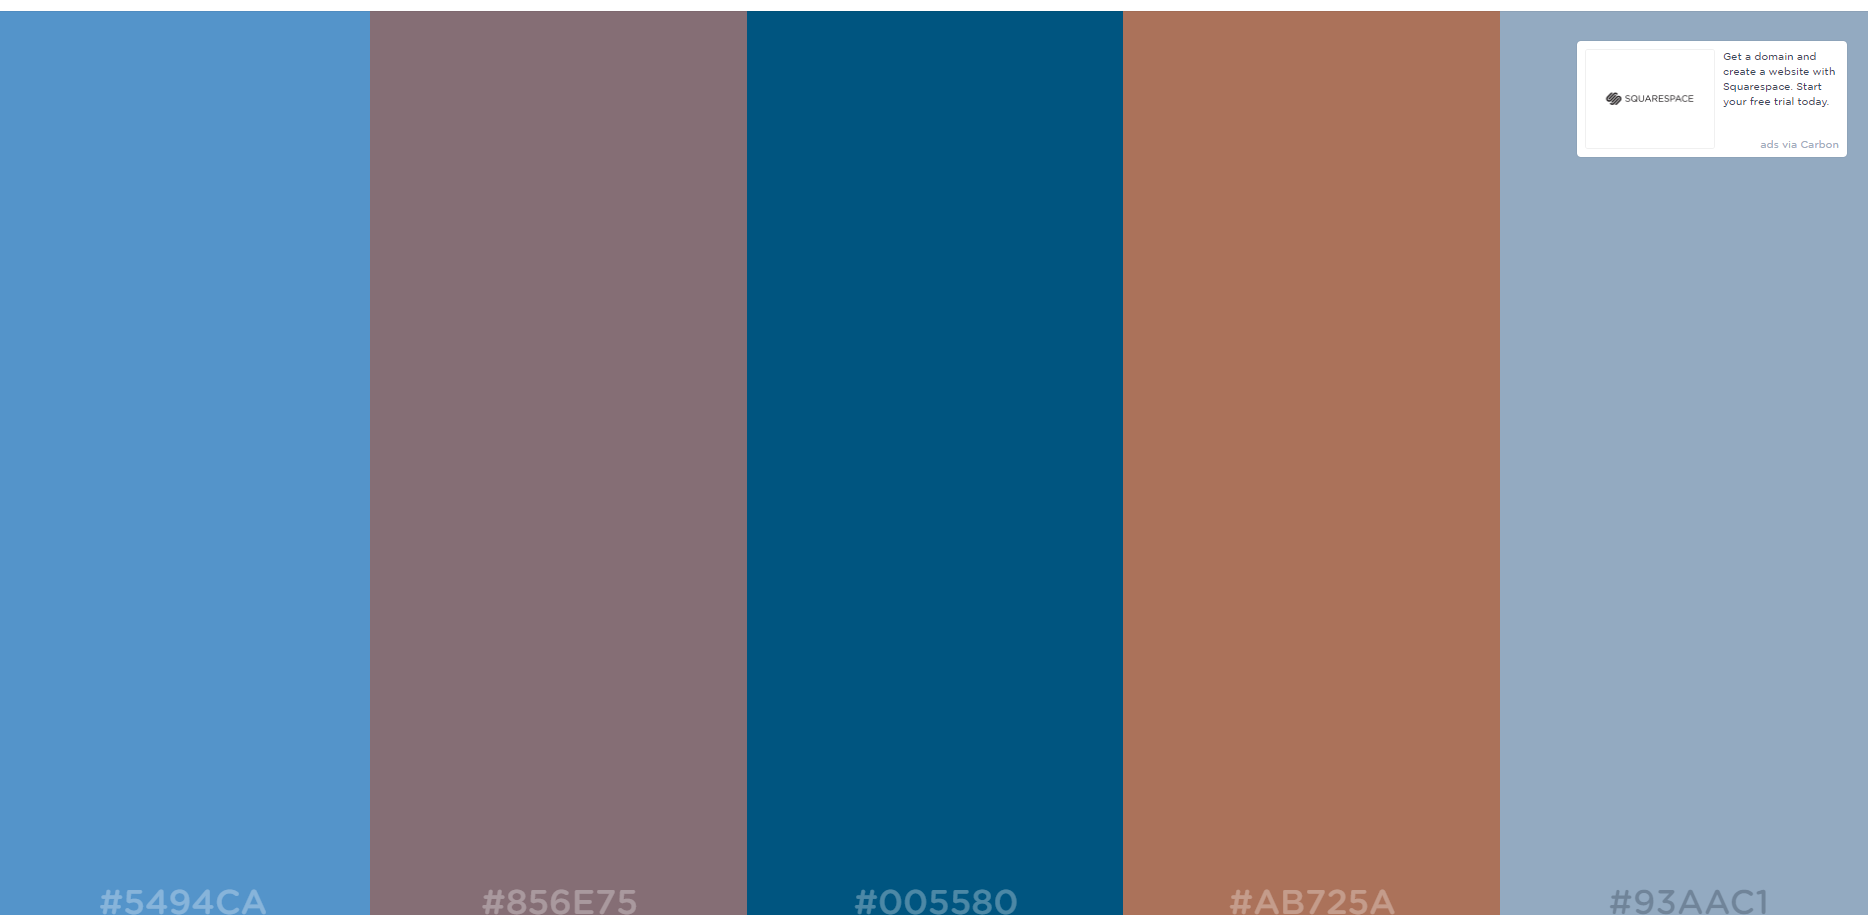 SQUARESPACE
Get a domain and
create a website with
Squarespace. Start
your free trial today.
ads via Carbon
#5494CA
#856E75
#005580
#AB725A
#93AAC1